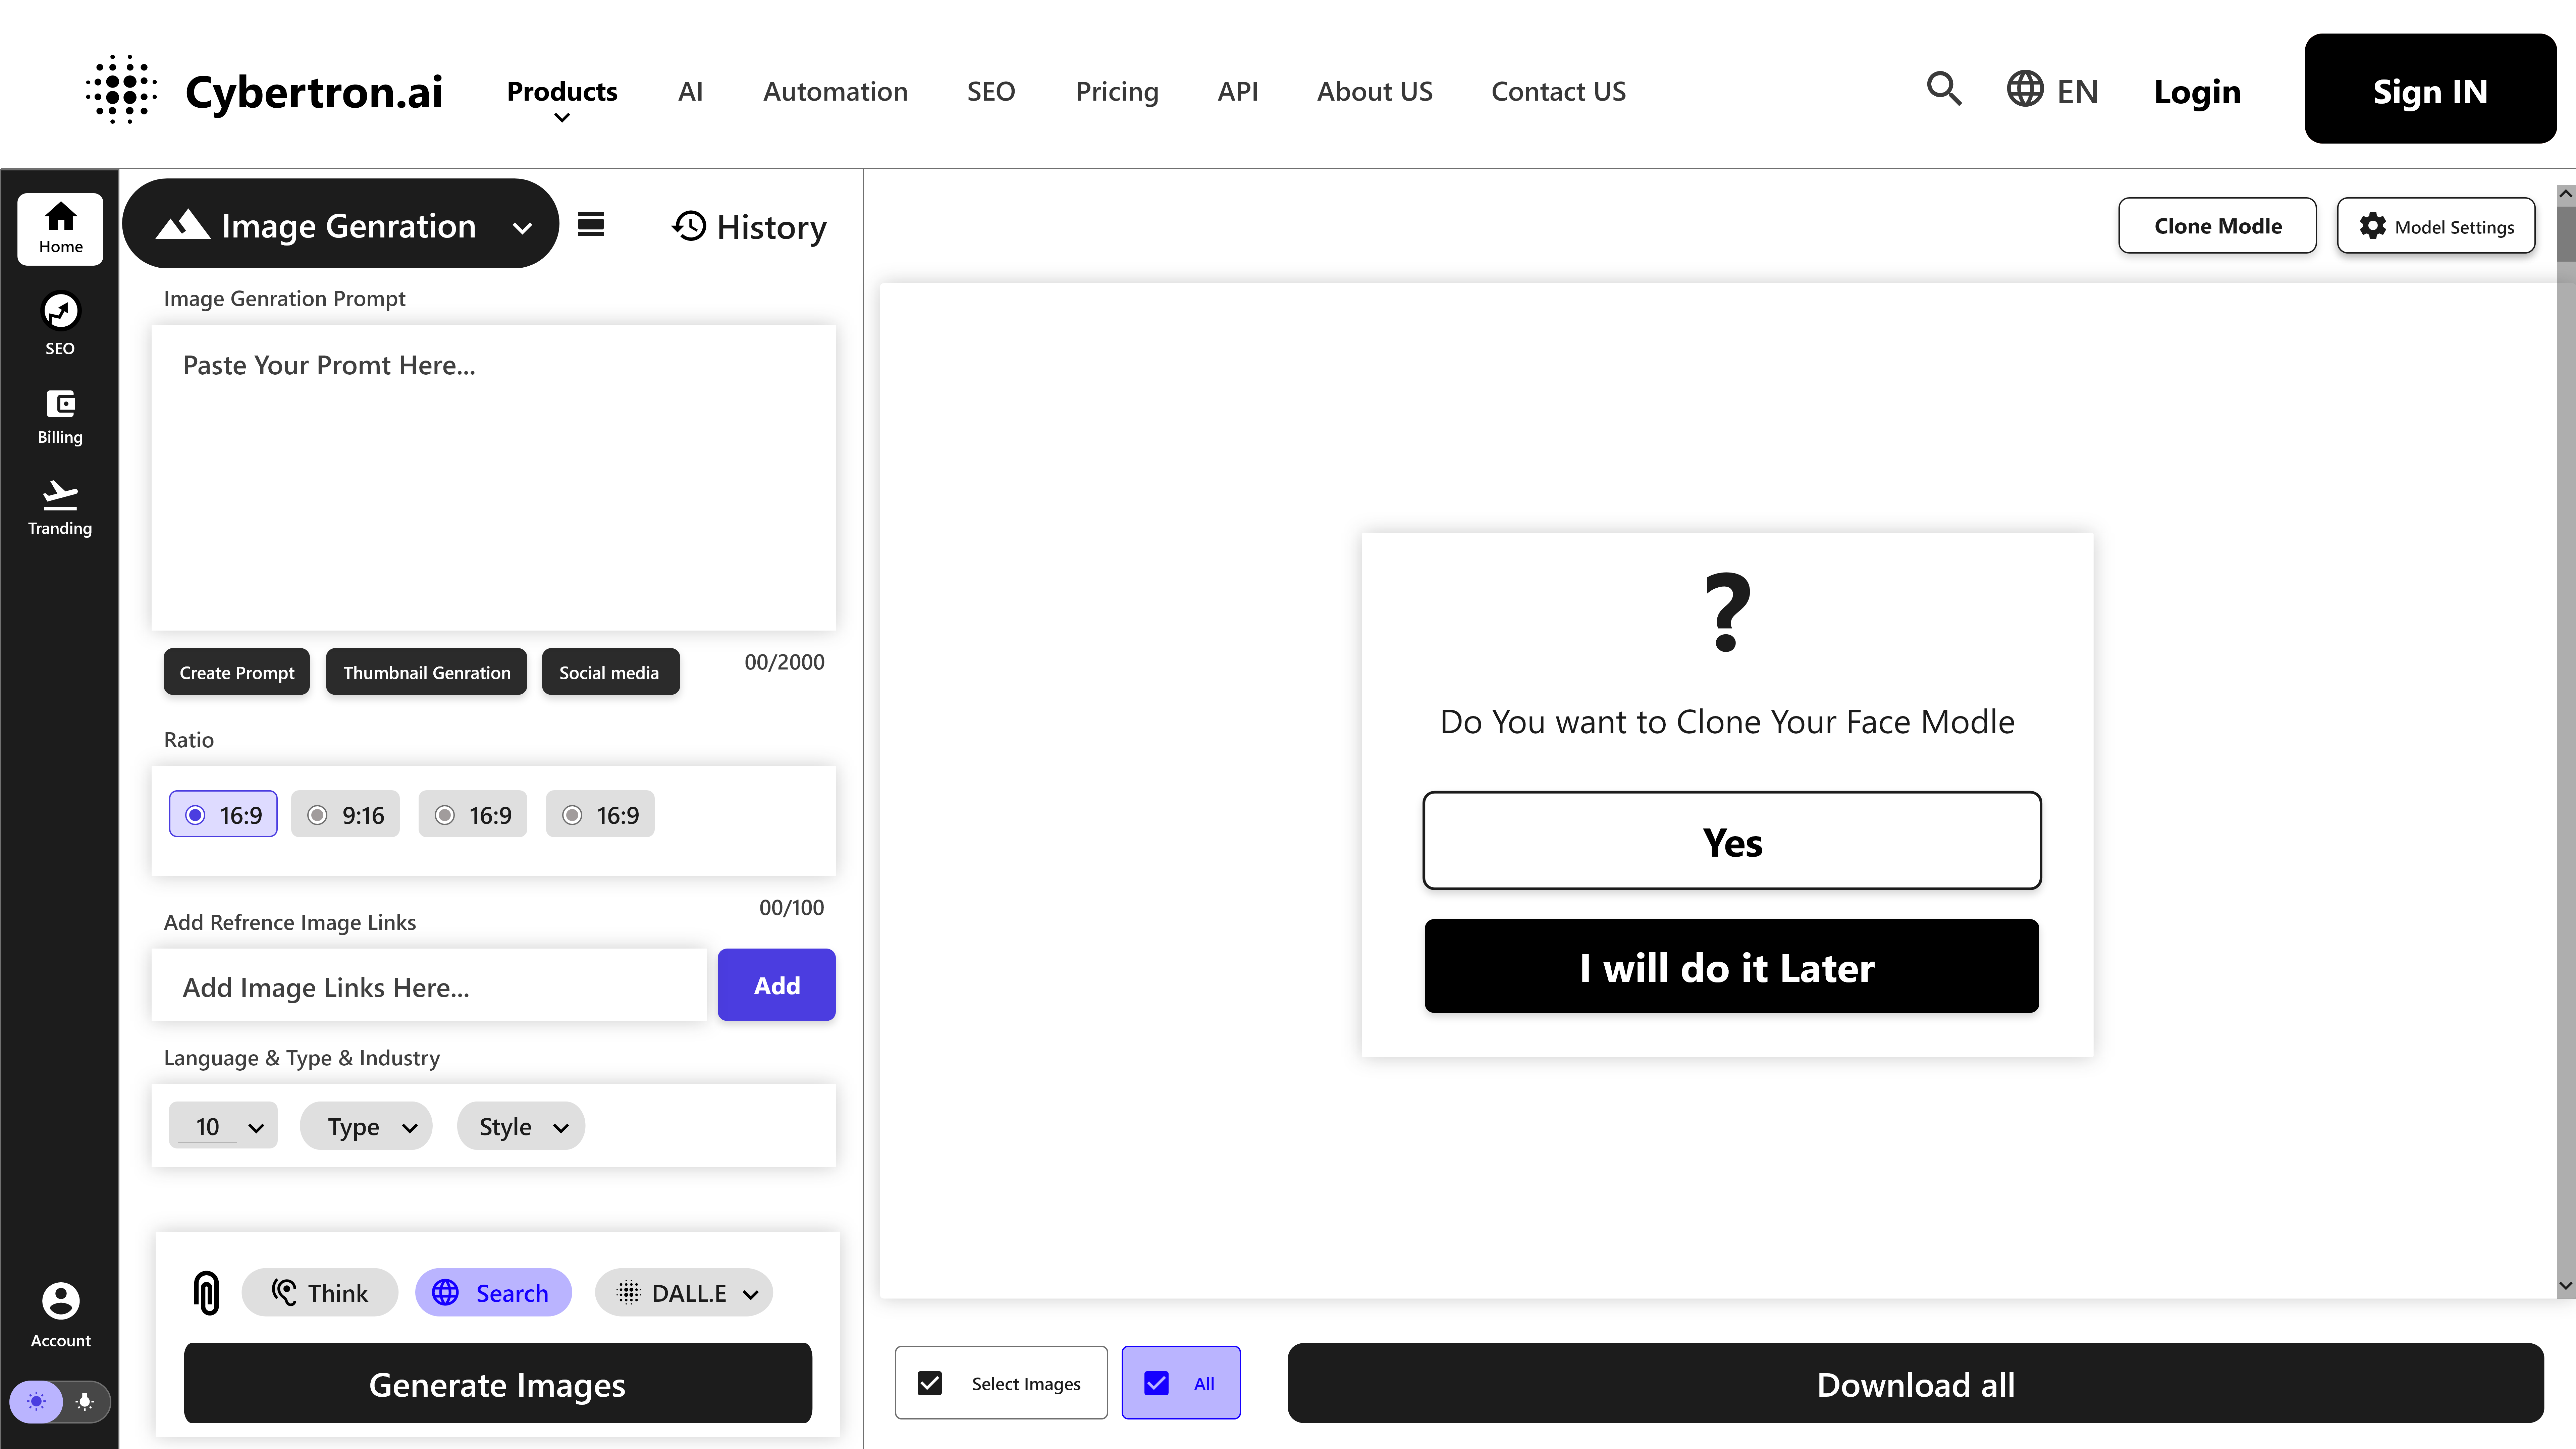 Cybertron.ai
Products
AI
Automation
SEO
Pricing
API
About US
Contact US
EN
Login
Sign IN
Home
SEO
Billing
Tranding
Account
Image Genration
History
Image Genration Prompt
Paste Your Promt Here...
Create Prompt
Thumbnail Genration
Social media
00/2000
Ratio
16:9
9:16
16:9
16:9
00/100
Add Refrence Image Links
Add Image Links Here...
Add
Language & Type & Industry
10
Type
Style
Think
Search
DALL.E
Generate Images
Clone Modle
Model Settings
?
Do You want to Clone Your Face Modle
Yes
I will do it Later
Select Images
All
Download all